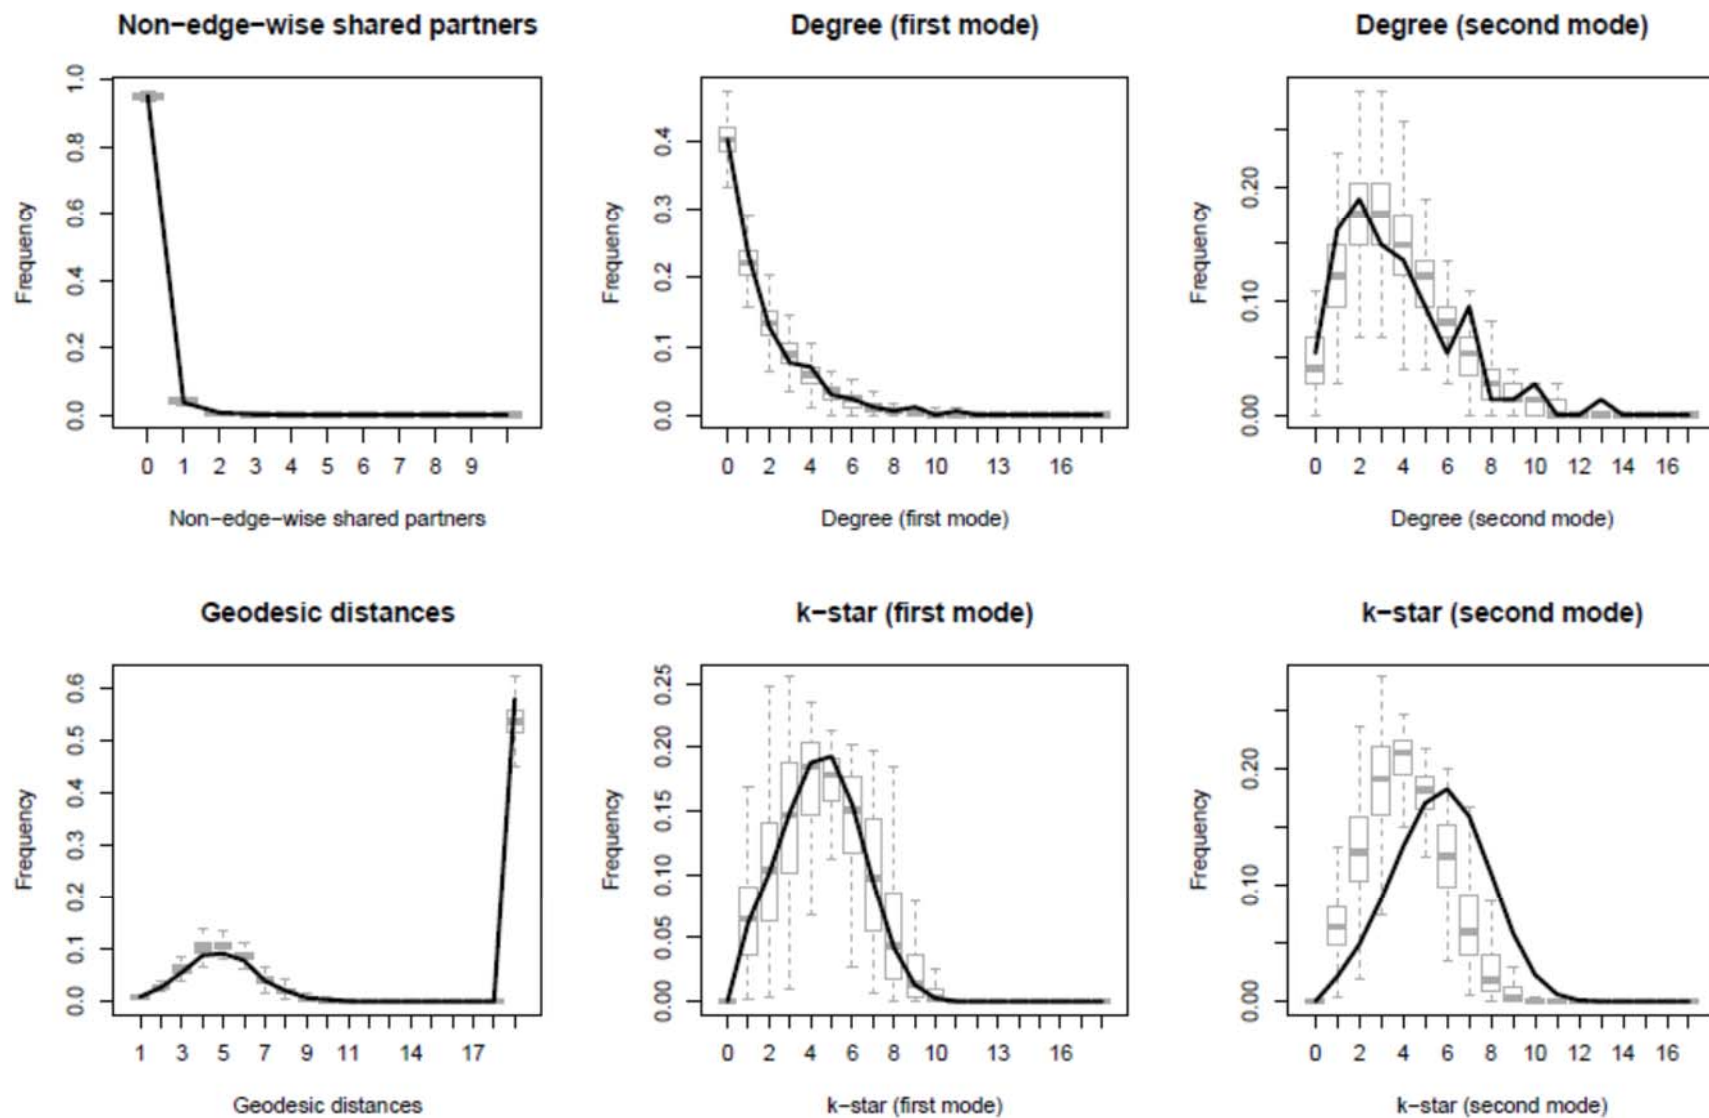 Non-edge-wise shared partners
Frequency
0.0 0.2 0.4 0.6 0.8 1.0
0 1 2 3 4 5 6 7 8 9
Non-edge-wise shared partners
Degree (first mode)
Frequency
0.0 0.1 0.2 0.3 0.4
0 2 4 6 8 10 13 16
Degree (first mode)
Degree (second mode)
Frequency
0.00 0.10 0.20
0 2 4 6 8 10 12 14 16
Degree (second mode)
Geodesic distances
Frequency
0.0 0.1 0.2 0.3 0.4 0.5 0.6
1 3 5 7 9 11 14 17
Geodesic distances
k-star (first mode)
Frequency
0.00 0.05 0.10 0.15 0.20 0.25
0 2 4 6 8 10 13 16
k-star (first mode)
k-star (second mode)
Frequency
0.00 0.10 0.20
0 2 4 6 8 10 12 14 16
k-star (second mode)